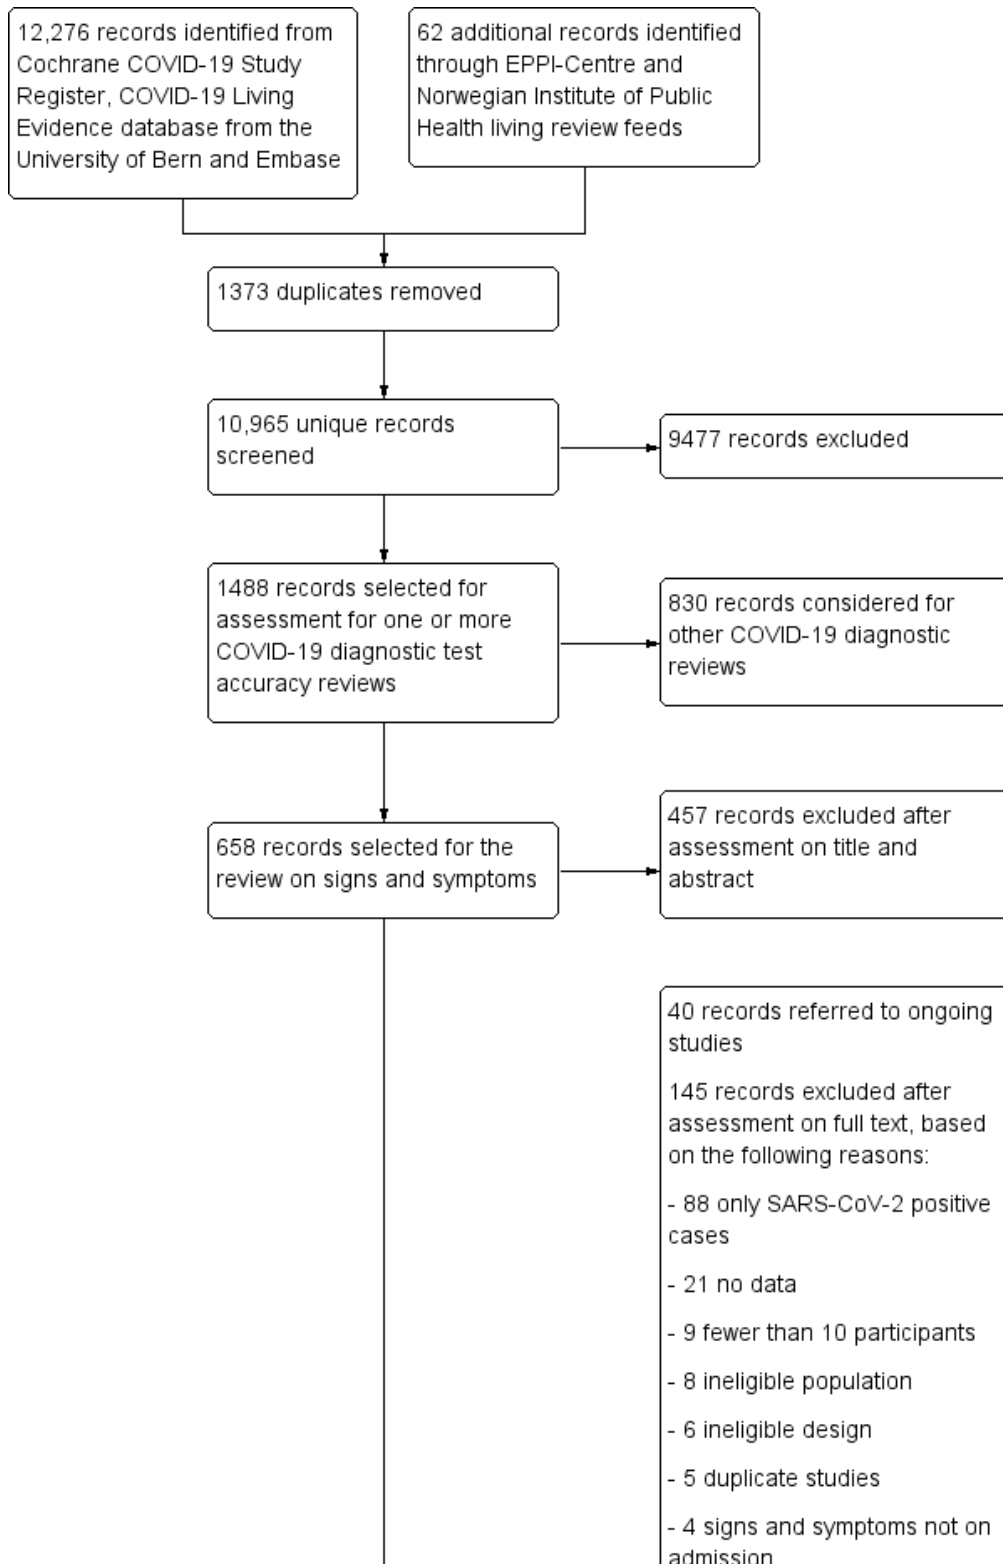 12,276 records identified from
Cochrane COVID-19 Study
Register, COVID-19 Living
Evidence database from the
University of Bern and Embase
62 additional records identified
through EPPI-Centre and
Norwegian Institute of Public
Health living review feeds
1373 duplicates removed
10,965 unique records
screened
9477 records excluded
1488 records selected for
assessment for one or more
COVID-19 diagnostic test
accuracy reviews
830 records considered for
other COVID-19 diagnostic
reviews
658 records selected for the
review on signs and symptoms
457 records excluded after
assessment on title and
abstract
40 records referred to ongoing
studies
145 records excluded after
assessment on full text, based
on the following reasons:
- 88 only SARS-CoV-2 positive
cases
- 21 no data
- 9 fewer than 10 participants
- 8 ineligible population
- 6 ineligible design
- 5 duplicate studies
- 4 signs and symptoms not on
admission